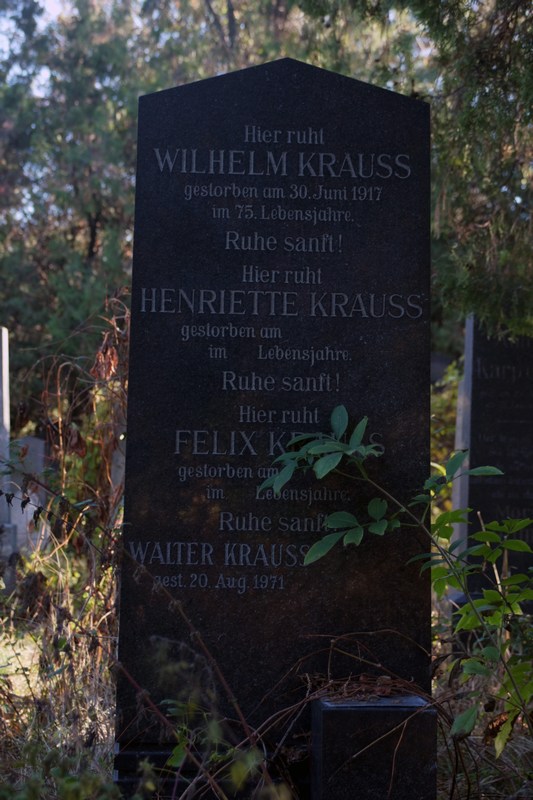 Hier ruht
WILHELM KRAUSS
gestorben am 30. Juni 1917
im 75. Lebensjahre.
Ruhe sanft!
Hier ruht
HENRIETTE KRAUSS
gestorben am
im Lebensjahre.
Ruhe sanft!
Hier ruht
FELIX
gestorben am
im Lebensjahre.
Ruhe sanft
WALTER KRAUSS
gest. 20. Aug. 1971